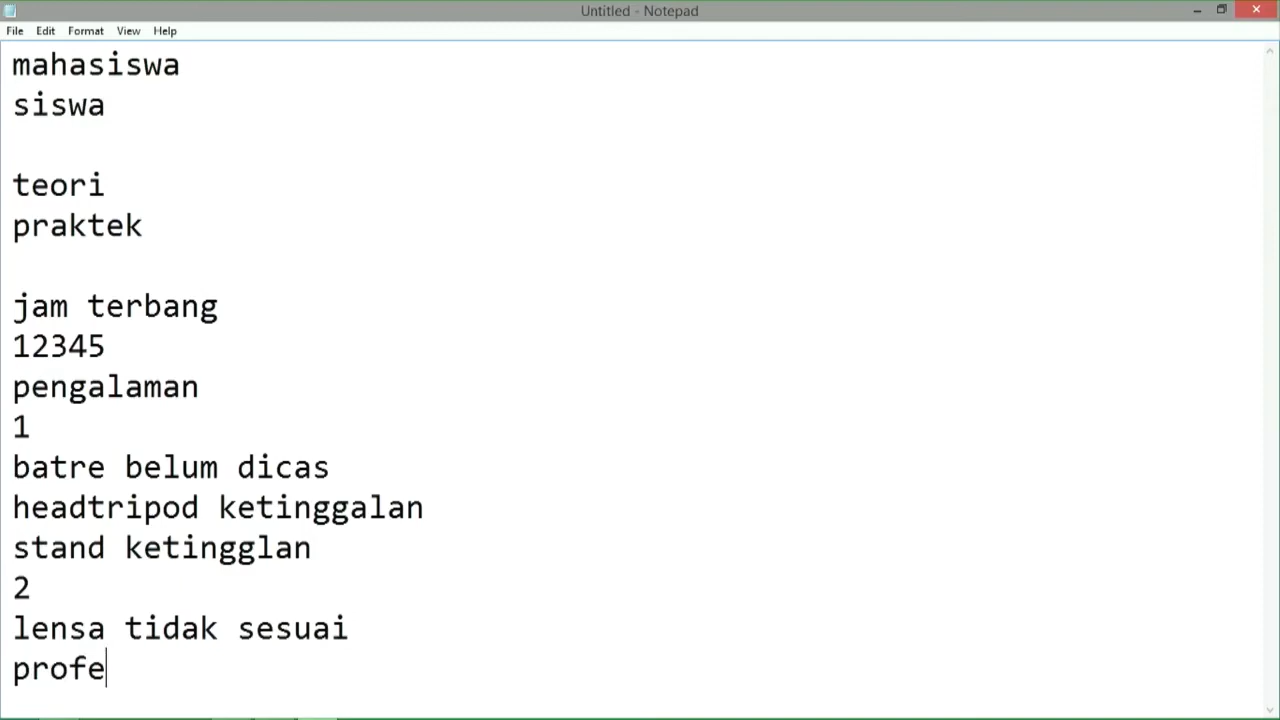 Untitled - Notepad
File Edit Format View Help
mahasiswa
siswa
teori
praktek
jam terbang
12345
pengalaman
1
batre belum dicas
headtripod ketinggalan
stand ketingglan
2
lensa tidak sesuai
profe